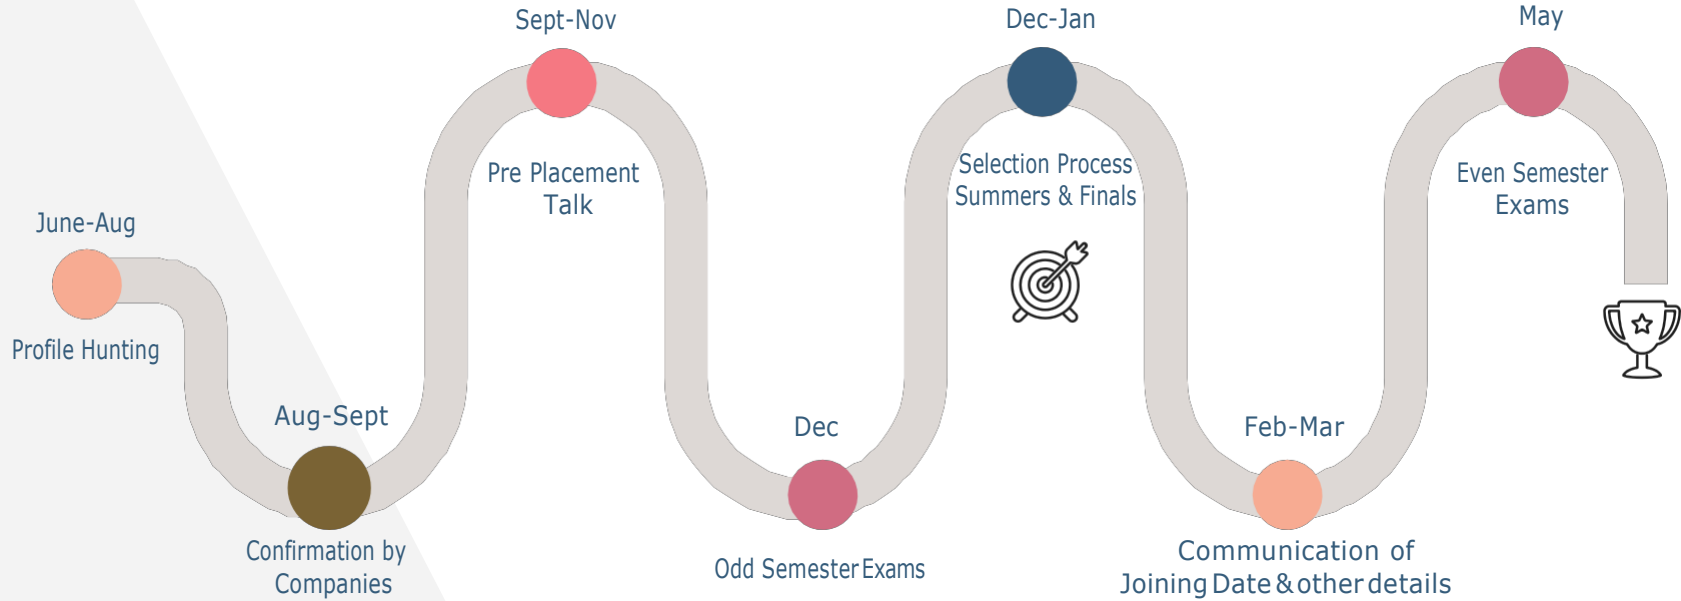 June-Aug
Profile Hunting
Aug-Sept
Confirmation by
Companies
Sept-Nov
Pre Placement
Talk
Dec
Odd Semester Exams
Dec-Jan
Selection Process
Summers & Finals
Feb-Mar
Communication of
Joining Date & other details
May
Even Semester
Exams